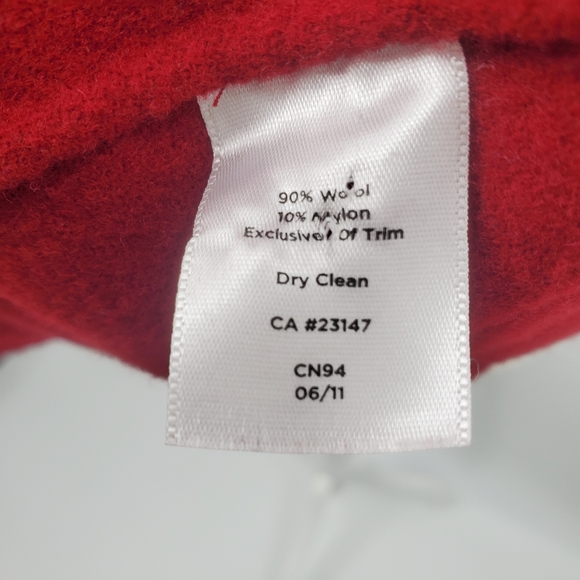 90% Wool
10% Nylon
Exclusive Of Trim
Dry Clean
CA #23147
CN94
06/11